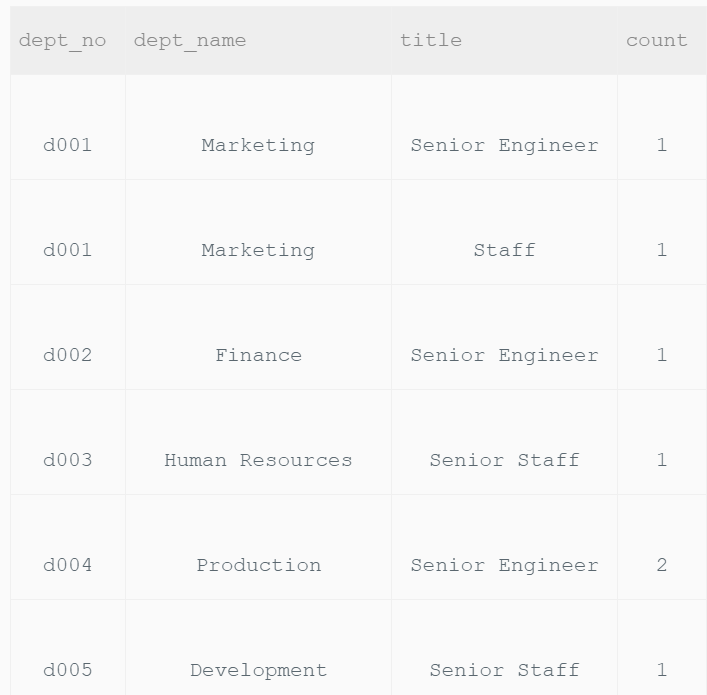 dept_no dept_name title count
d001 Marketing Senior Engineer 1
d001 Marketing Staff 1
d002 Finance Senior Engineer 1
d003 Human Resources Senior Staff 1
d004 Production Senior Engineer 2
d005 Development Senior Staff 1